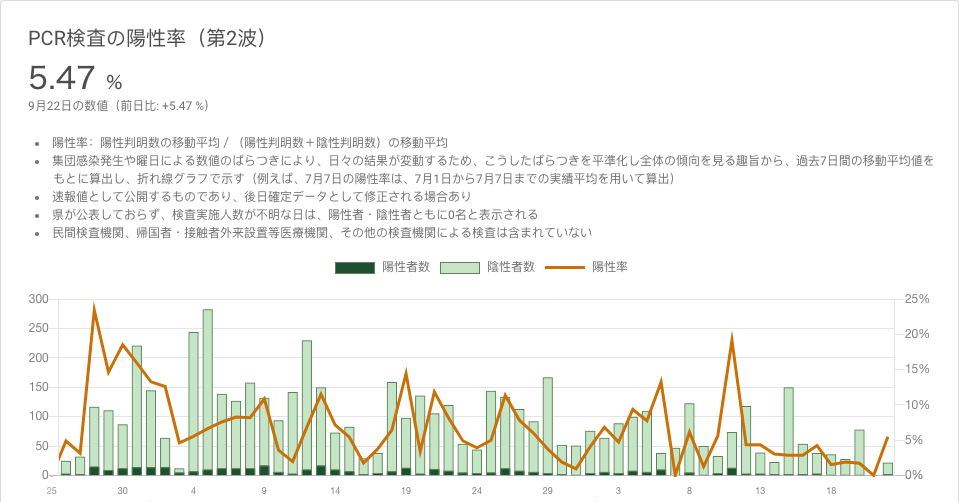 PCR検査の陽性率（第2波）
5.47 %
9月22日の数値（前日比: +5.47 %）
• 陽性率：陽性判明数の移動平均 / （陽性判明数＋陰性判明数）の移動平均
• 集団感染発生や曜日による数値のばらつきにより、日々の結果が変動するため、こうしたばらつきを平準化し全体の傾向を見る趣旨から、過去7日間の移動平均値を
もとに算出し、折れ線グラフで示す（例えば、7月7日の陽性率は、7月1日から7月7日までの実績平均を用いて算出）
• 速報値として公開するものであり、後日確定データとして修正される場合あり
• 県が公表しておらず、検査実施人数が不明な日は、陽性者・陰性者ともに0名と表示される
• 民間検査機関、帰国者・接触者外来設置等医療機関、その他の検査機関による検査は含まれていない
陽性者数 陰性者数 陽性率
300 25%
250 20%
200 15%
150 10%
100 5%
50 0%
0
25 30 4 9 14 19 24 29 3 8 13 18